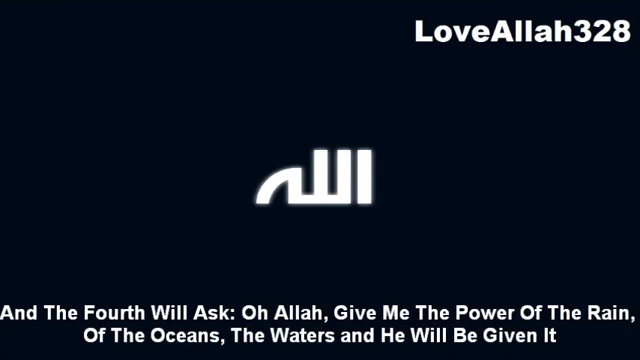 LoveAllah328
الله
And The Fourth Will Ask: Oh Allah, Give Me The Power Of The Rain,
Of The Oceans, The Waters and He Will Be Given It